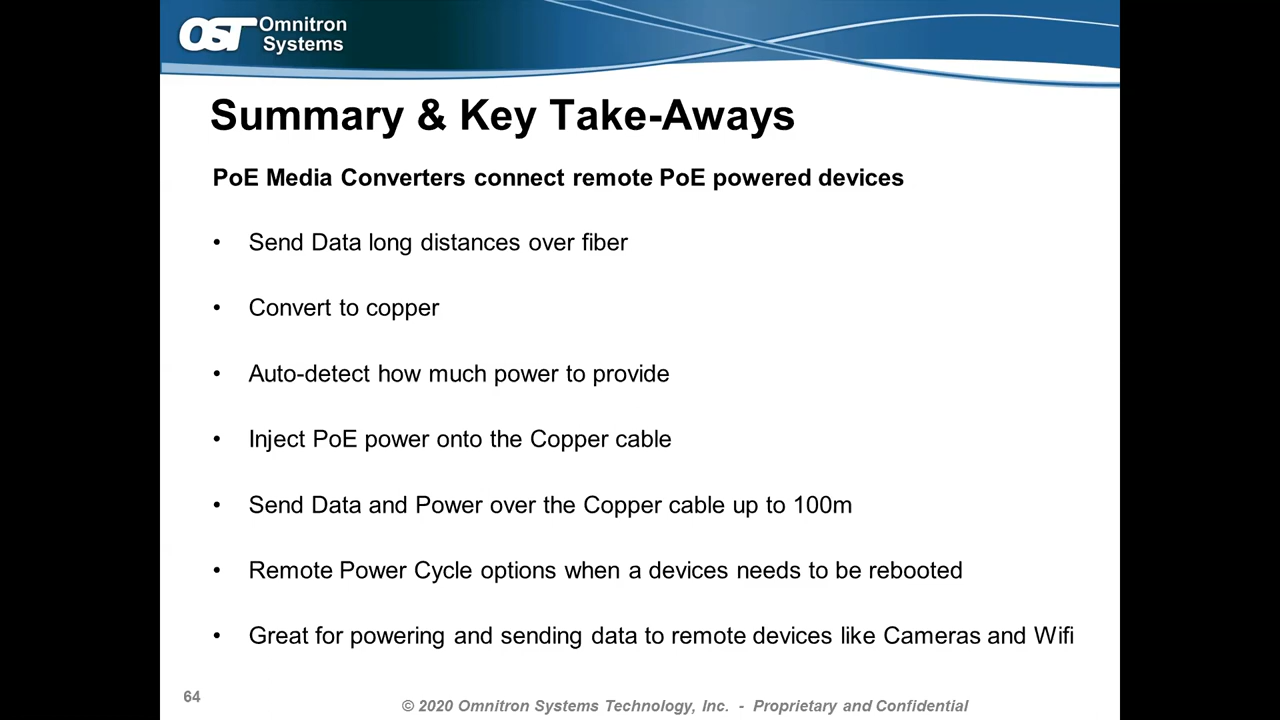 OST Omnitron
Systems
Summary & Key Take-Aways
PoE Media Converters connect remote PoE powered devices
• Send Data long distances over fiber
• Convert to copper
• Auto-detect how much power to provide
• Inject PoE power onto the Copper cable
• Send Data and Power over the Copper cable up to 100m
• Remote Power Cycle options when a devices needs to be rebooted
• Great for powering and sending data to remote devices like Cameras and Wifi
64
© 2020 Omnitron Systems Technology, Inc. - Proprietary and Confidential